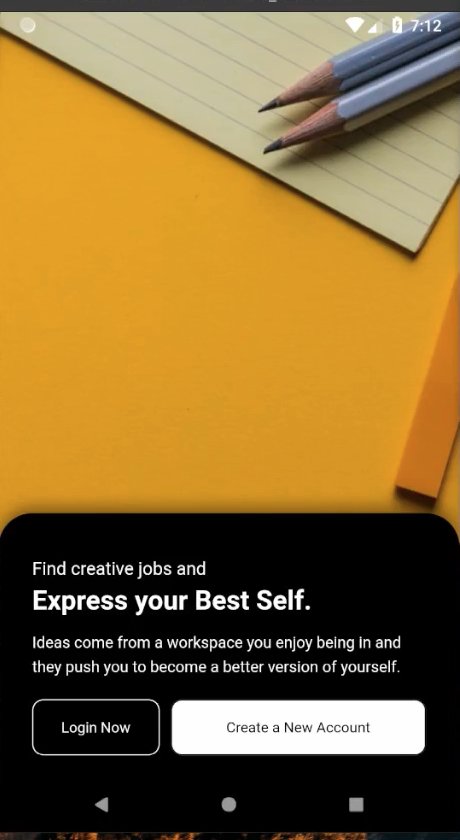 7:12
Find creative jobs and
Express your Best Self.
Ideas come from a workspace you enjoy being in and
they push you to become a better version of yourself.
Login Now
Create a New Account